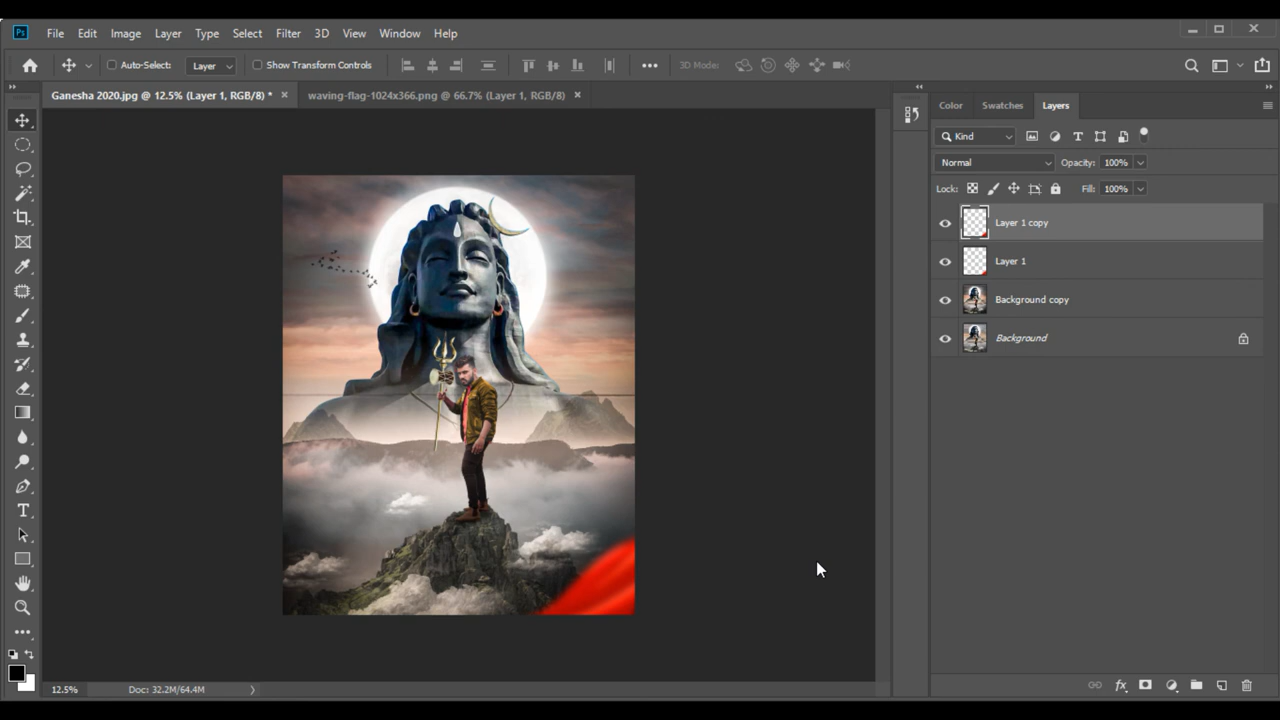 Ps File Edit Image Layer Type Select Filter 3D View Window Help
Auto-Select: Layer Show Transform Controls 3D Mode:
Ganesha 2020.jpg @ 12.5% (Layer 1, RGB/8) * waving-flag-1024x366.png @ 66.7% (Layer 1, RGB/8)
Color Swatches Layers
Kind
Normal Opacity: 100%
Lock: Fill: 100%
Layer 1 copy
Layer 1
Background copy
Background
12.5% Doc: 32.2M/64.4M